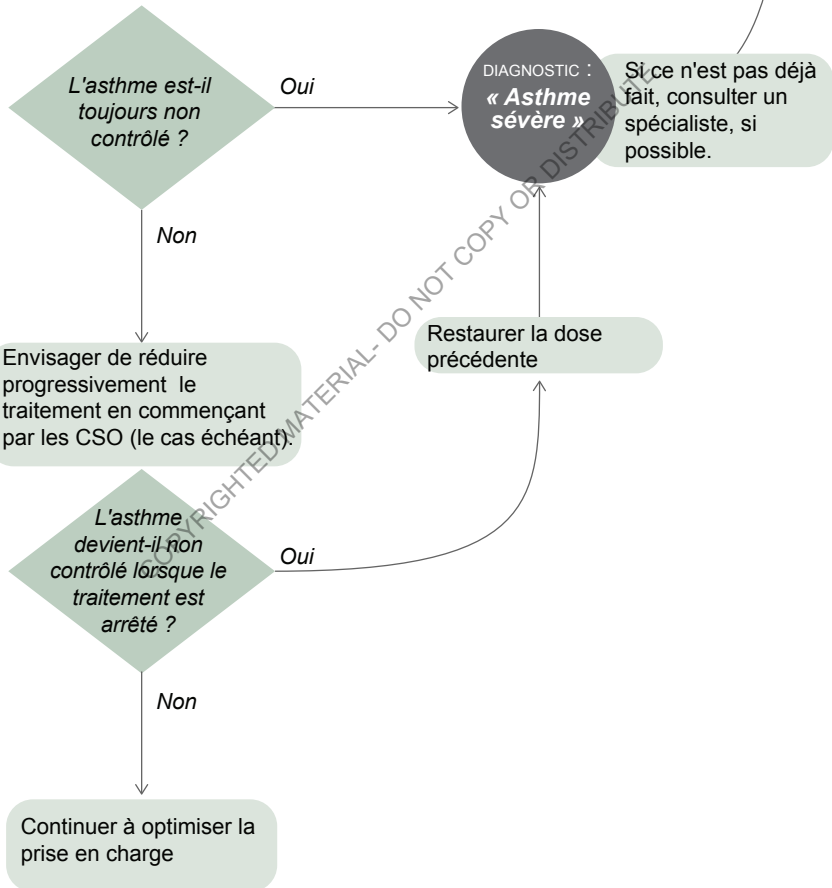 L'asthme est-il
toujours non
contrôlé ?
Oui
DIAGNOSTIC :
« Asthme
sévère »
Si ce n'est pas déjà
fait, consulter un
spécialiste, si
possible.
Non
Envisager de réduire
progressivement le
traitement en commençant
par les CSO (le cas échéant).
Restaurer la dose
précédente
L'asthme
devient-il non
contrôlé lorsque le
traitement est
arrêté ?
Oui
Non
Continuer à optimiser la
prise en charge
COPYRIGHTED MATERIAL- DO NOT COPY OR DISTRIBUTE